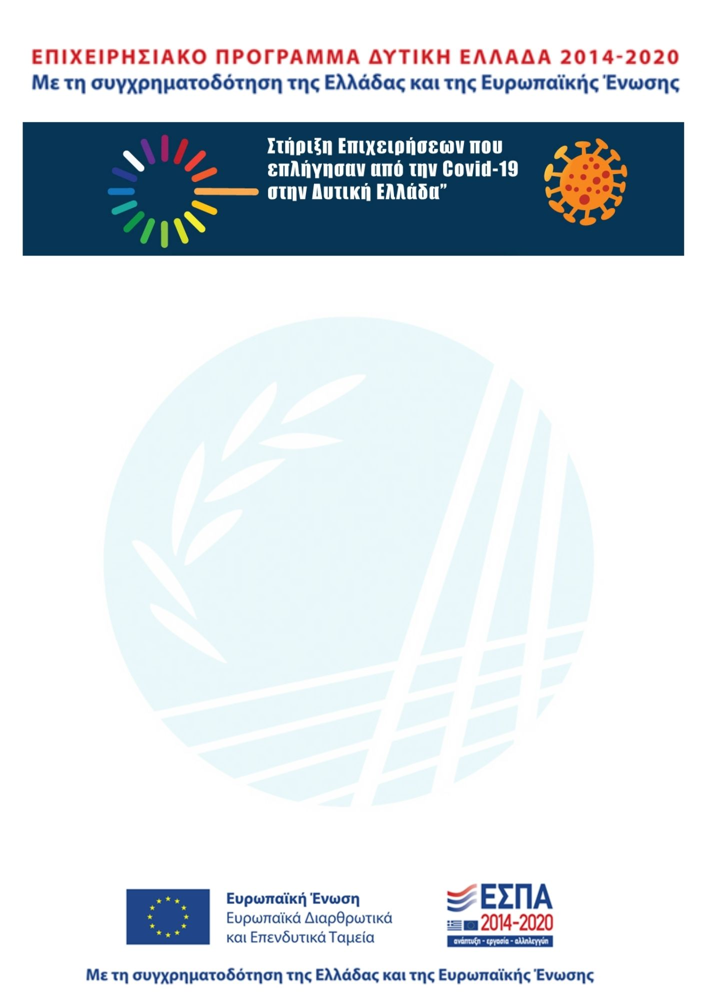 ΕΠΙΧΕΙΡΗΣΙΑΚΟ ΠΡΟΓΡΑΜΜΑ ΔΥΤΙΚΗ ΕΛΛΑΔΑ 2014-2020
Με τη συγχρηματοδότηση της Ελλάδας και της Ευρωπαϊκής Ένωσης
Στήριξη Επιχειρήσεων που
επλήγησαν από την Covid-19
στην Δυτική Ελλάδα”
Ευρωπαϊκή Ένωση
Ευρωπαϊκά Διαρθρωτικά
και Επενδυτικά Ταμεία
ΕΣΠΑ
2014-2020
ανάπτυξη - εργασία - αλληλεγγύη
Με τη συγχρηματοδότηση της Ελλάδας και της Ευρωπαϊκής Ένωσης